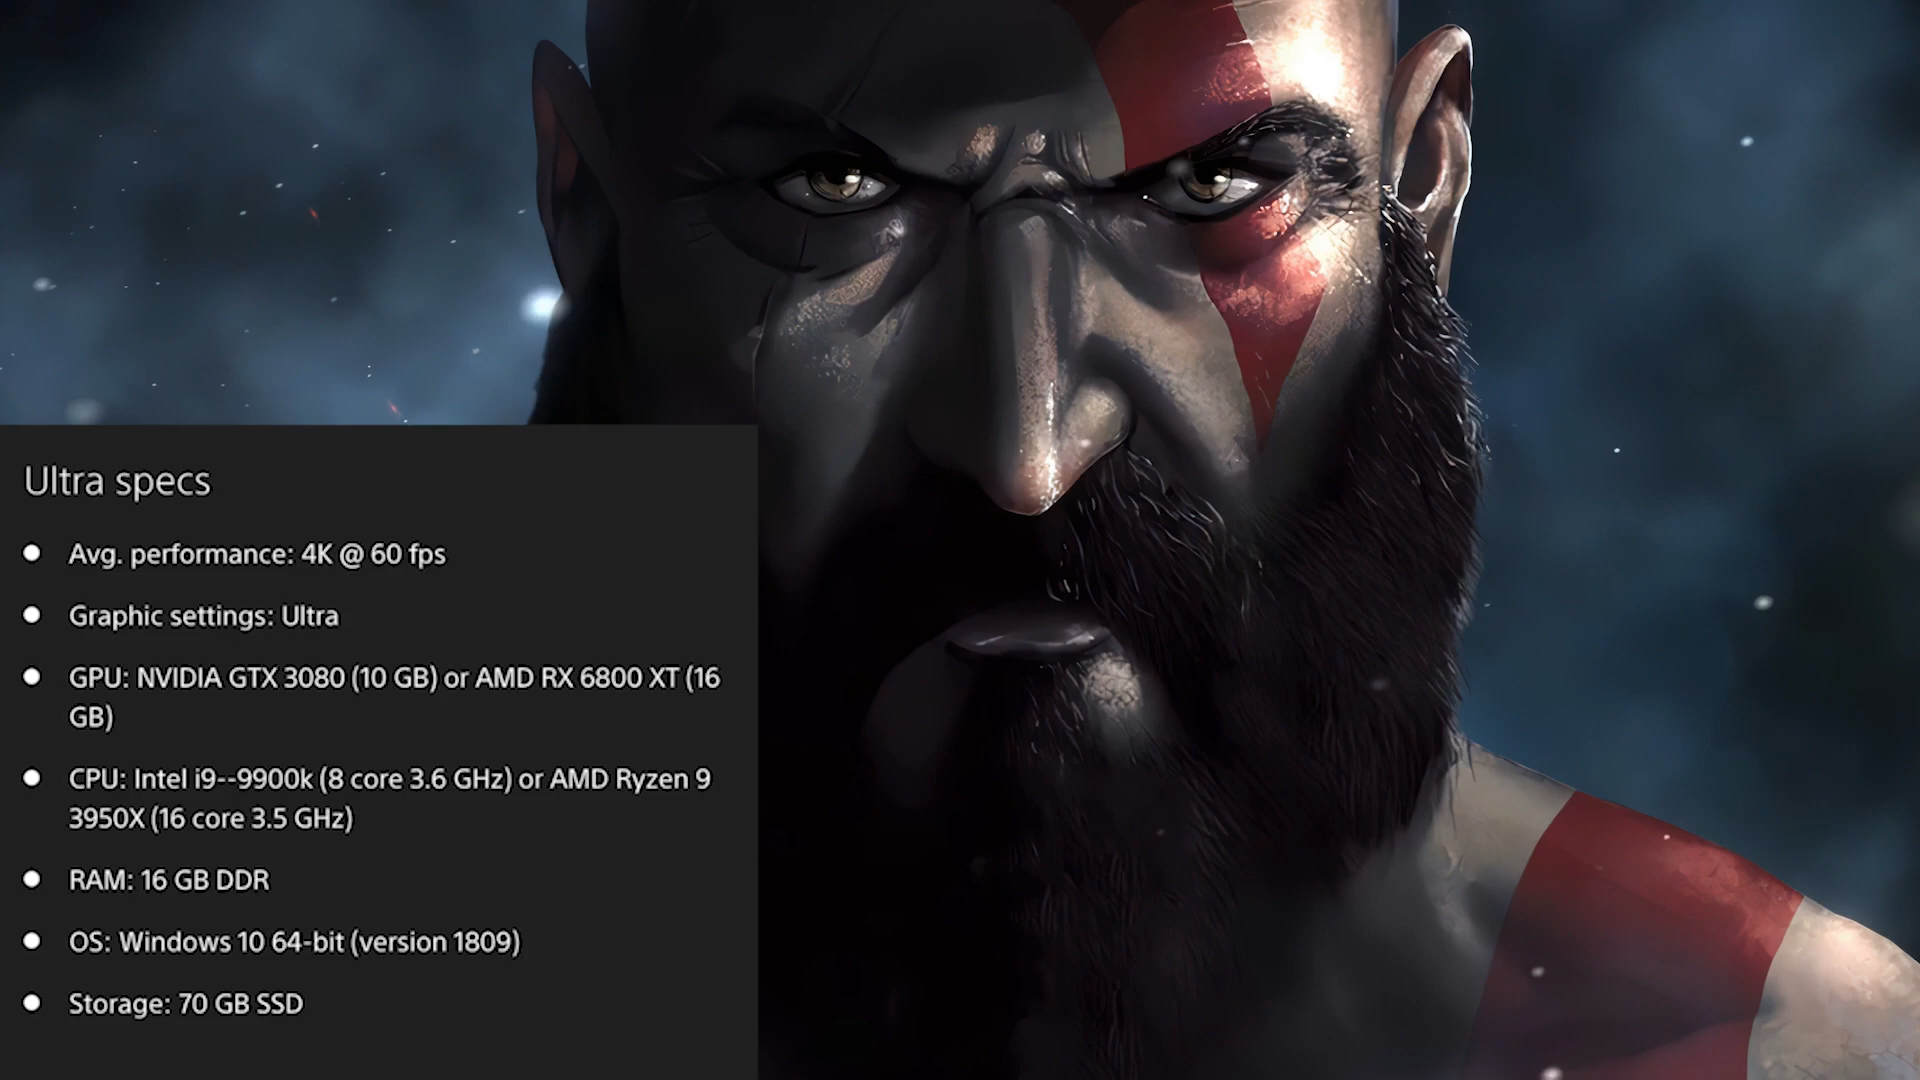 Ultra specs
Avg. performance: 4K @ 60 fps
Graphic settings: Ultra
GPU: NVIDIA GTX 3080 (10 GB) or AMD RX 6800 XT (16
GB)
CPU: Intel i9--9900k (8 core 3.6 GHz) or AMD Ryzen 9
3950X (16 core 3.5 GHz)
RAM: 16 GB DDR
OS: Windows 10 64-bit (version 1809)
Storage: 70 GB SSD